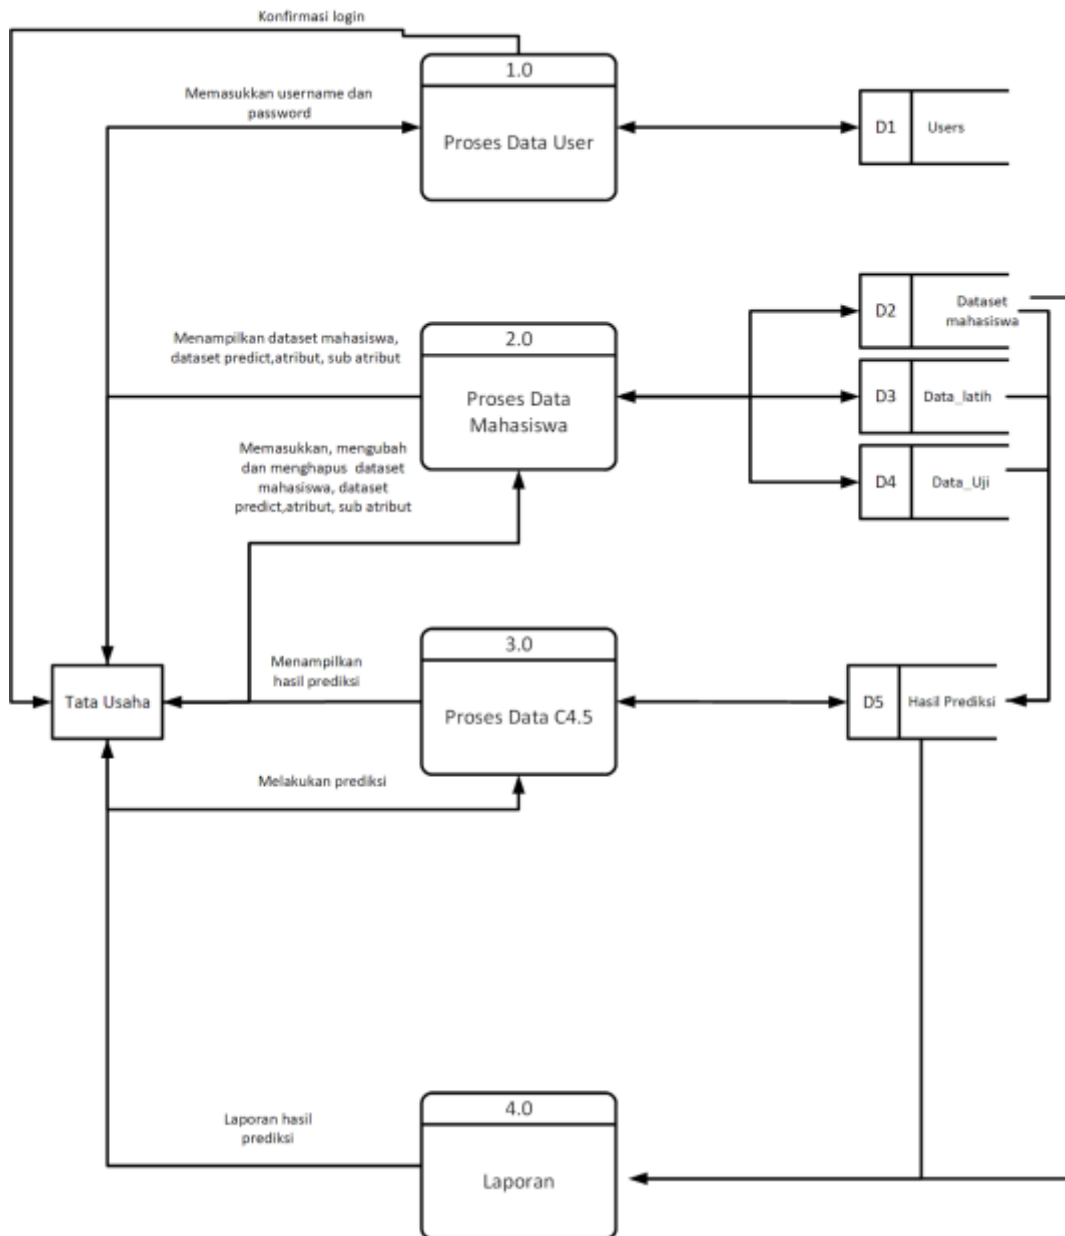 Konfirmasi login
1.0
Memasukkan username dan
password
Proses Data User
D1
Users
D2
Dataset
mahasiswa
Menampilkan dataset mahasiswa,
dataset predict,atribut, sub atribut
2.0
Proses Data
Mahasiswa
D3
Data_latih
Memasukkan, mengubah
dan menghapus dataset
mahasiswa, dataset
predict,atribut, sub atribut
D4
Data_Uji
3.0
Menampilkan
hasil prediksi
Tata Usaha
Proses Data C4.5
D5
Hasil Prediksi
Melakukan prediksi
4.0
Laporan hasil
prediksi
Laporan